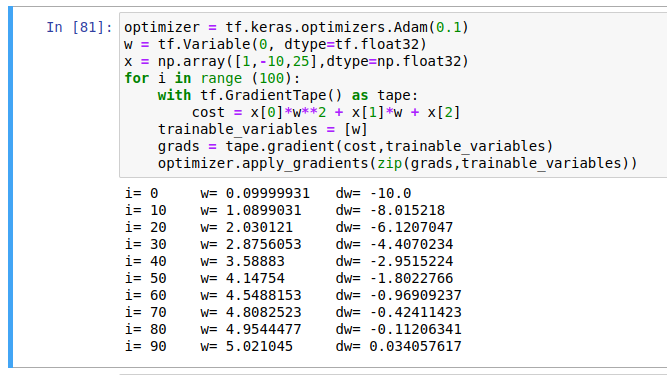 In [81]: optimizer = tf.keras.optimizers.Adam(0.1)
w = tf.Variable(0, dtype=tf.float32)
x = np.array([1,-10,25],dtype=np.float32)
for i in range (100):
    with tf.GradientTape() as tape:
        cost = x[0]*w**2 + x[1]*w + x[2]
    trainable_variables = [w]
    grads = tape.gradient(cost,trainable_variables)
    optimizer.apply_gradients(zip(grads,trainable_variables))
i= 0 w= 0.09999931 dw= -10.0
i= 10 w= 1.0899031 dw= -8.015218
i= 20 w= 2.030121 dw= -6.1207047
i= 30 w= 2.8756053 dw= -4.4070234
i= 40 w= 3.58883 dw= -2.9515224
i= 50 w= 4.14754 dw= -1.8022766
i= 60 w= 4.5488153 dw= -0.96909237
i= 70 w= 4.8082523 dw= -0.42411423
i= 80 w= 4.9544477 dw= -0.11206341
i= 90 w= 5.021045 dw= 0.034057617